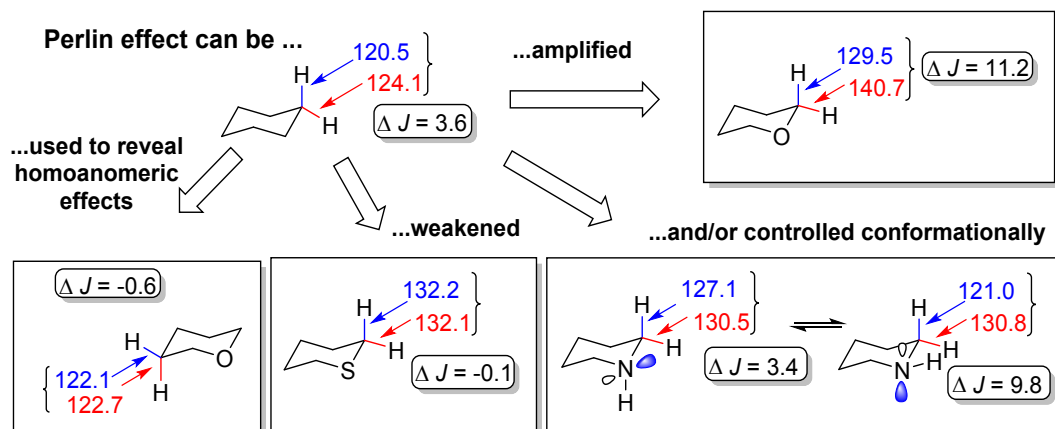 Perlin effect can be ...
120.5
124.1
H
H
Δ J = 3.6
...amplified
129.5
140.7
H
H
O
Δ J = 11.2
...used to reveal
homoanomeric
effects
...weakened
...and/or controlled conformationally
Δ J = -0.6
H
O
H
122.1
122.7
H
132.2
132.1
H
S
Δ J = -0.1
H
127.1
130.5
H
N
H
Δ J = 3.4
H
121.0
130.8
H
N
H
Δ J = 9.8